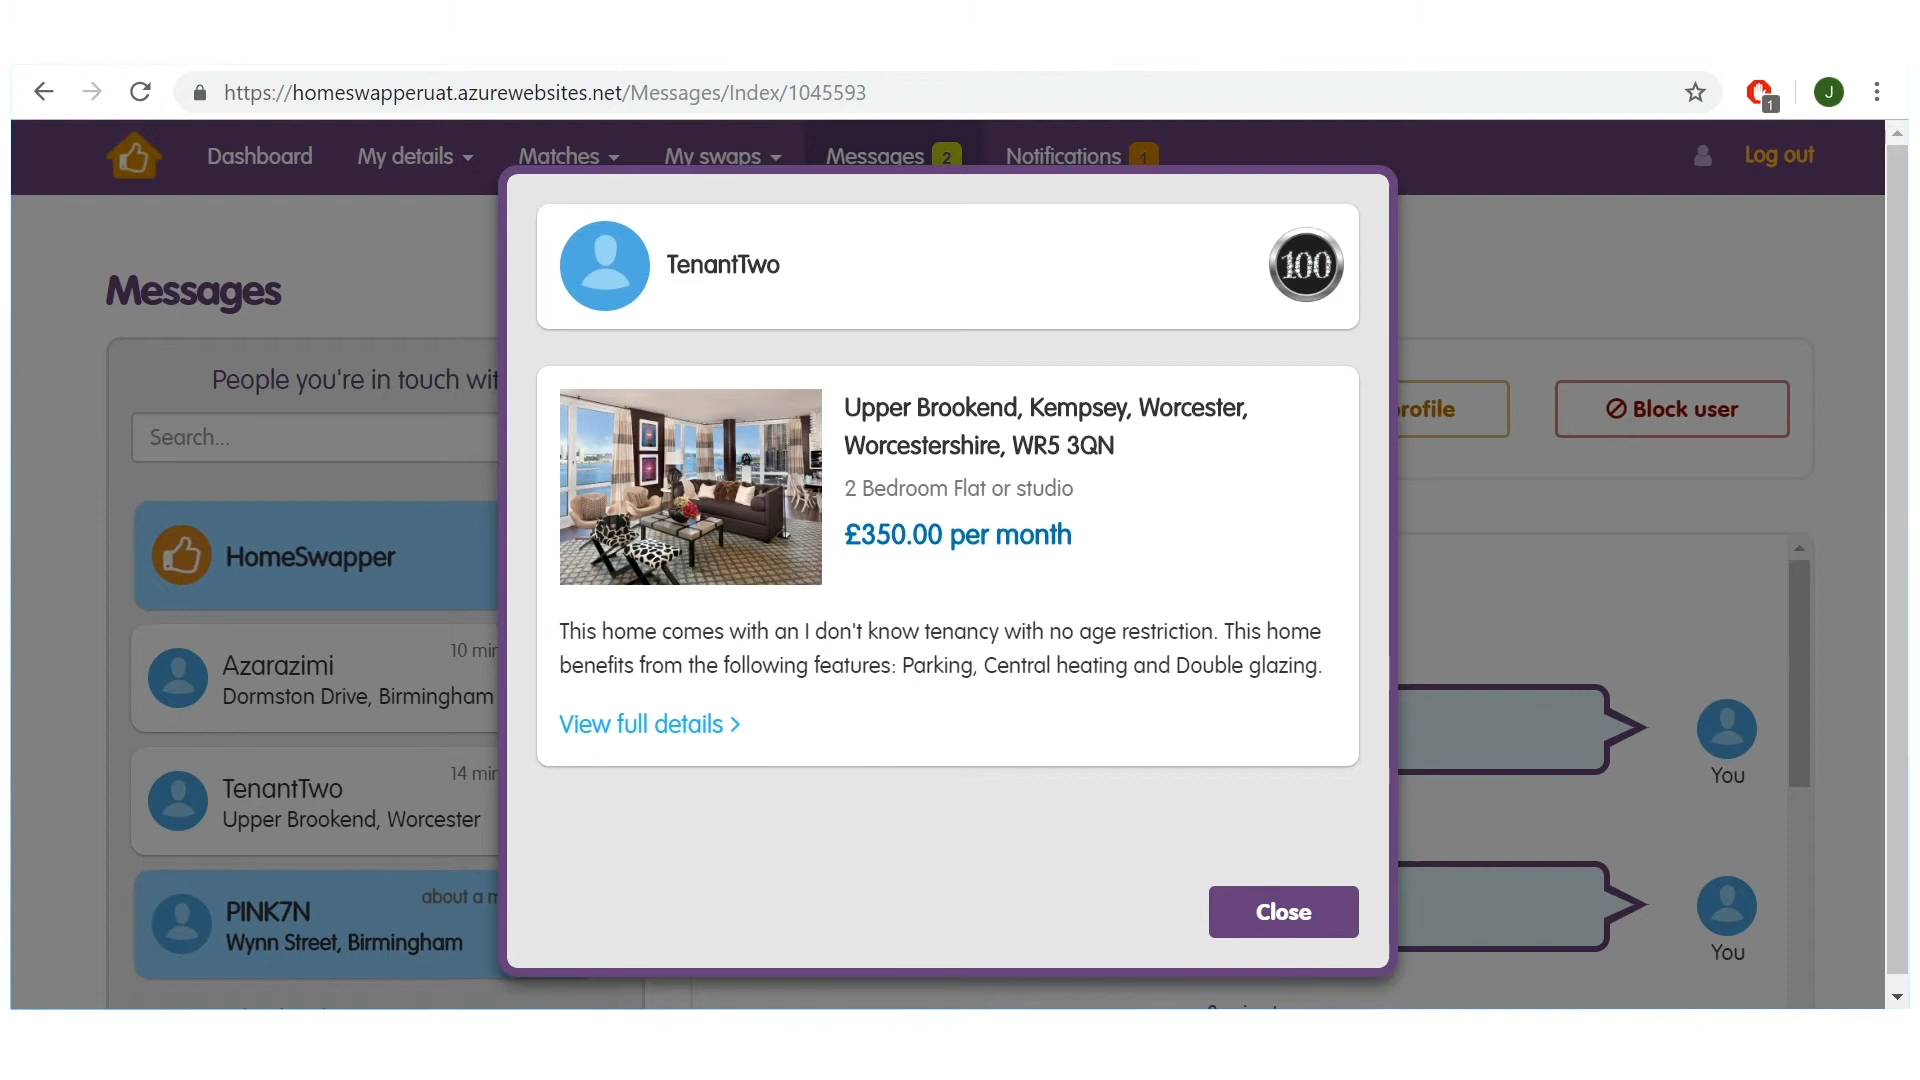 https://homeswapperuat.azurewebsites.net/Messages/Index/1045593
1
J
Dashboard
My details
Matches
My swaps
Messages 2
Notifications 1
Log out
TenantTwo
100
Messages
People you're in touch wit
Search...
rofile
Block user
Upper Brookend, Kempsey, Worcester,
Worcestershire, WR5 3QN
2 Bedroom Flat or studio
£350.00 per month
HomeSwapper
This home comes with an I don't know tenancy with no age restriction. This home
benefits from the following features: Parking, Central heating and Double glazing.
View full details >
10 min
Azarazimi
Dormston Drive, Birmingham
14 min
TenantTwo
Upper Brookend, Worcester
about a m
PINK7N
Wynn Street, Birmingham
Close
You
You